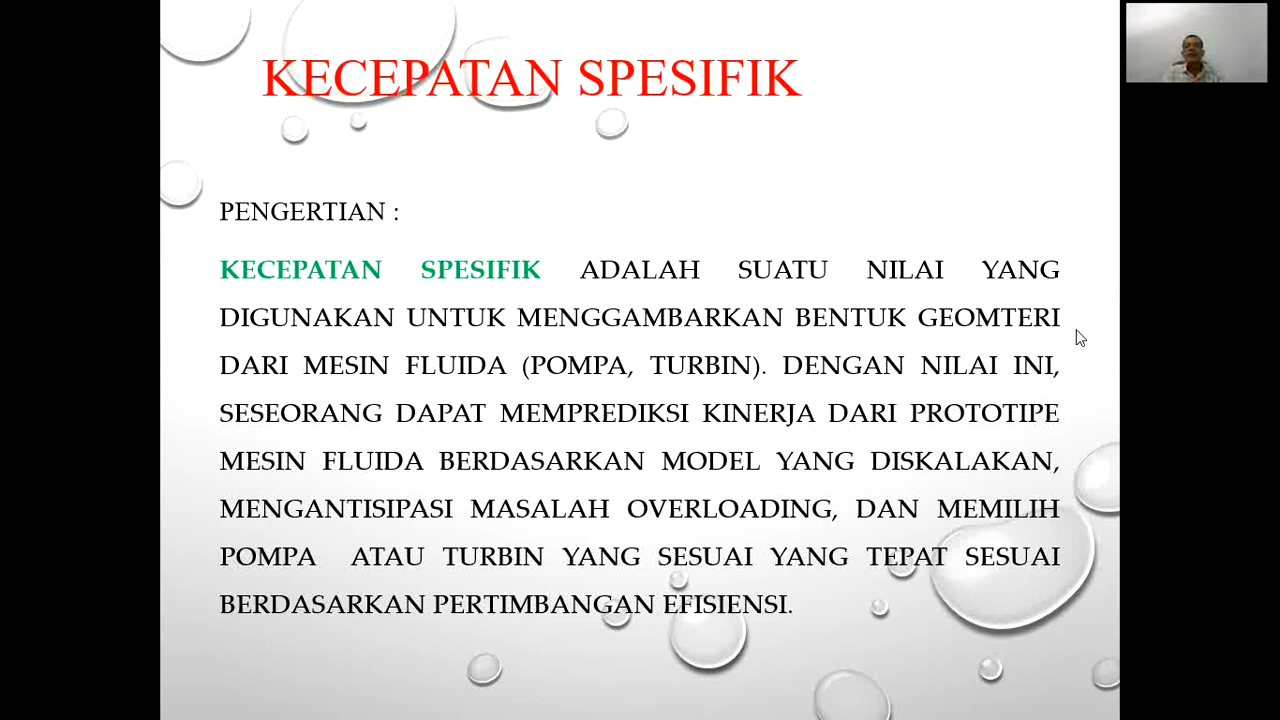 KECEPATAN SPESIFIK
PENGERTIAN :
KECEPATAN SPESIFIK ADALAH SUATU NILAI YANG
DIGUNAKAN UNTUK MENGGAMBARKAN BENTUK GEOMTERI
DARI MESIN FLUIDA (POMPA, TURBIN). DENGAN NILAI INI,
SESEORANG DAPAT MEMPREDIKSI KINERJA DARI PROTOTIPE
MESIN FLUIDA BERDASARKAN MODEL YANG DISKALAKAN,
MENGANTISIPASI MASALAH OVERLOADING, DAN MEMILIH
POMPA ATAU TURBIN YANG SESUAI YANG TEPAT SESUAI
BERDASARKAN PERTIMBANGAN EFISIENSI.